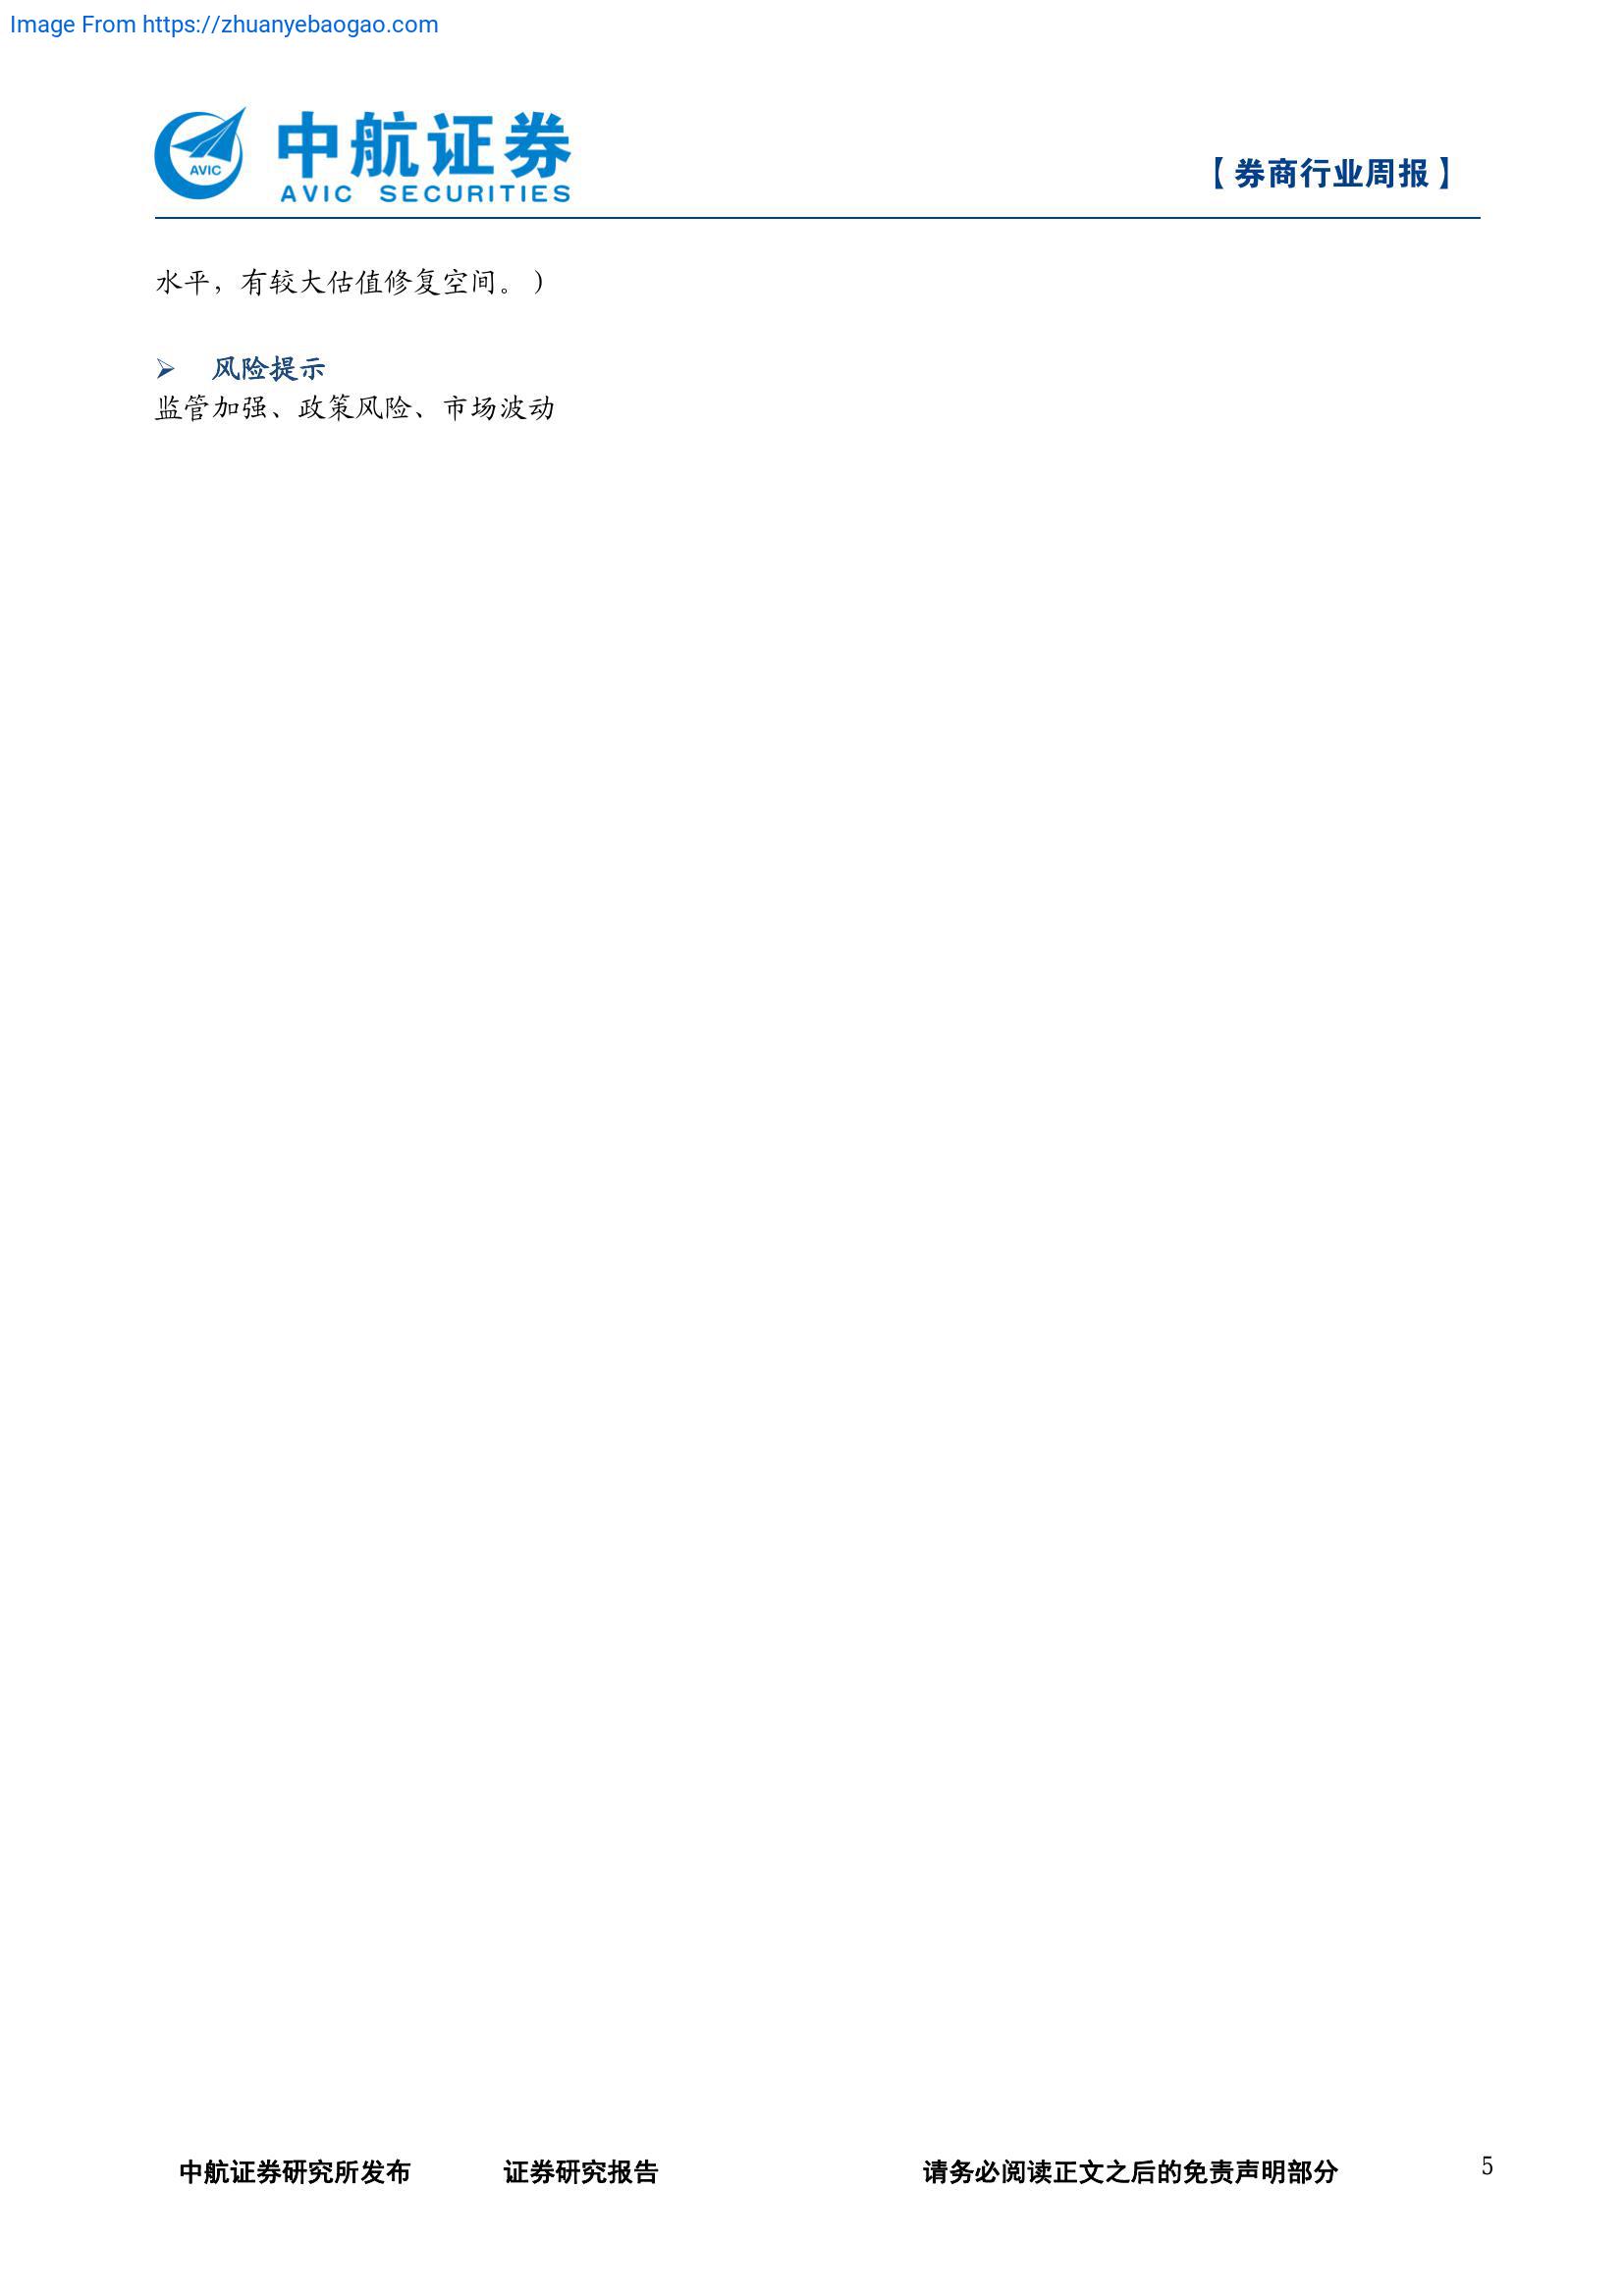 Image From https://zhuanyebaogao.com
AVIC
中航证券
AVIC SECURITIES
【券商行业周报】
水平，有较大估值修复空间。）
➢ 风险提示
监管加强、政策风险、市场波动
中航证券研究所发布 证券研究报告 请务必阅读正文之后的免责声明部分 5